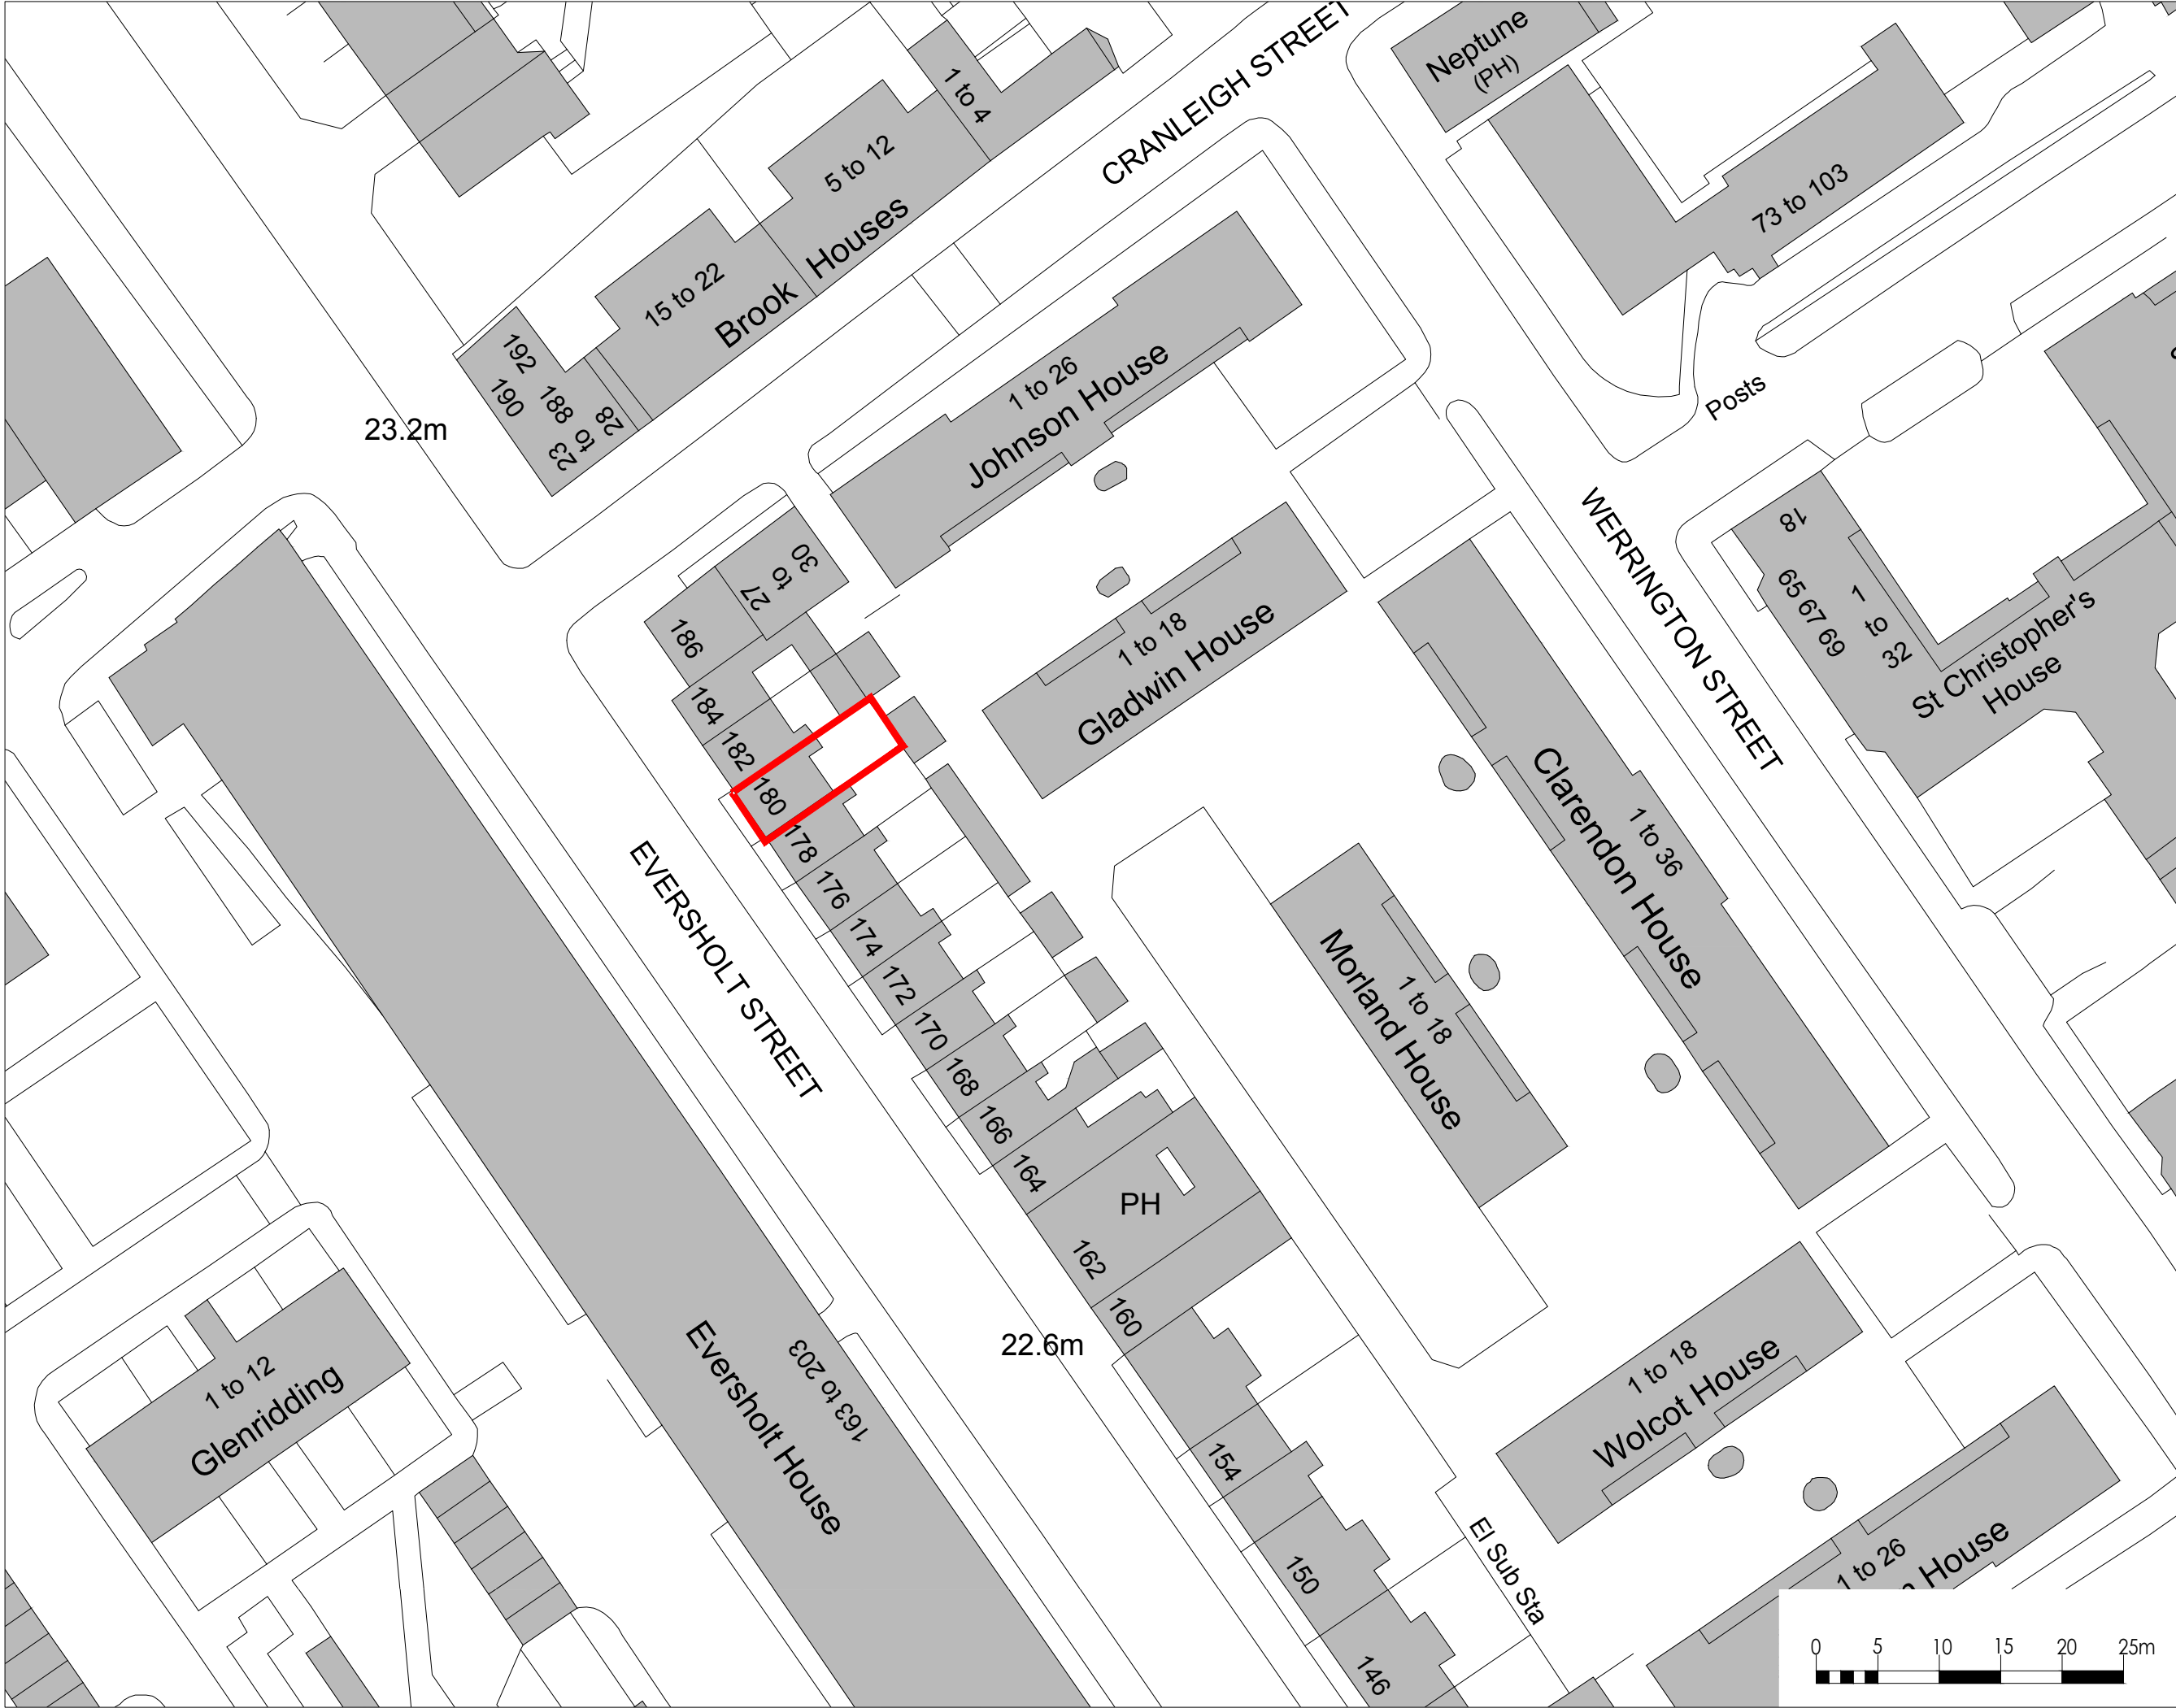 CRANLEIGH STREET
Neptune
(PH)
1 to 4
5 to 12
73 to 103
15 to 22
Brook Houses
192
190
188
23 to 28
23.2m
1 to 26
Johnson House
Posts
WERRINGTON STREET
18
65 67 69
1
to
32
St Christopher's
House
27 to 30
186
184
182
180
178
176
174
172
170
168
166
164
PH
162
160
154
150
146
1 to 18
Gladwin House
1 to 36
Clarendon House
1 to 18
Morland House
EVERSHOLT STREET
22.6m
Eversholt House
163 to 203
1 to 12
Glenridding
1 to 18
Wolcot House
El Sub Sta
1 to 26
House
0 5 10 15 20 25m